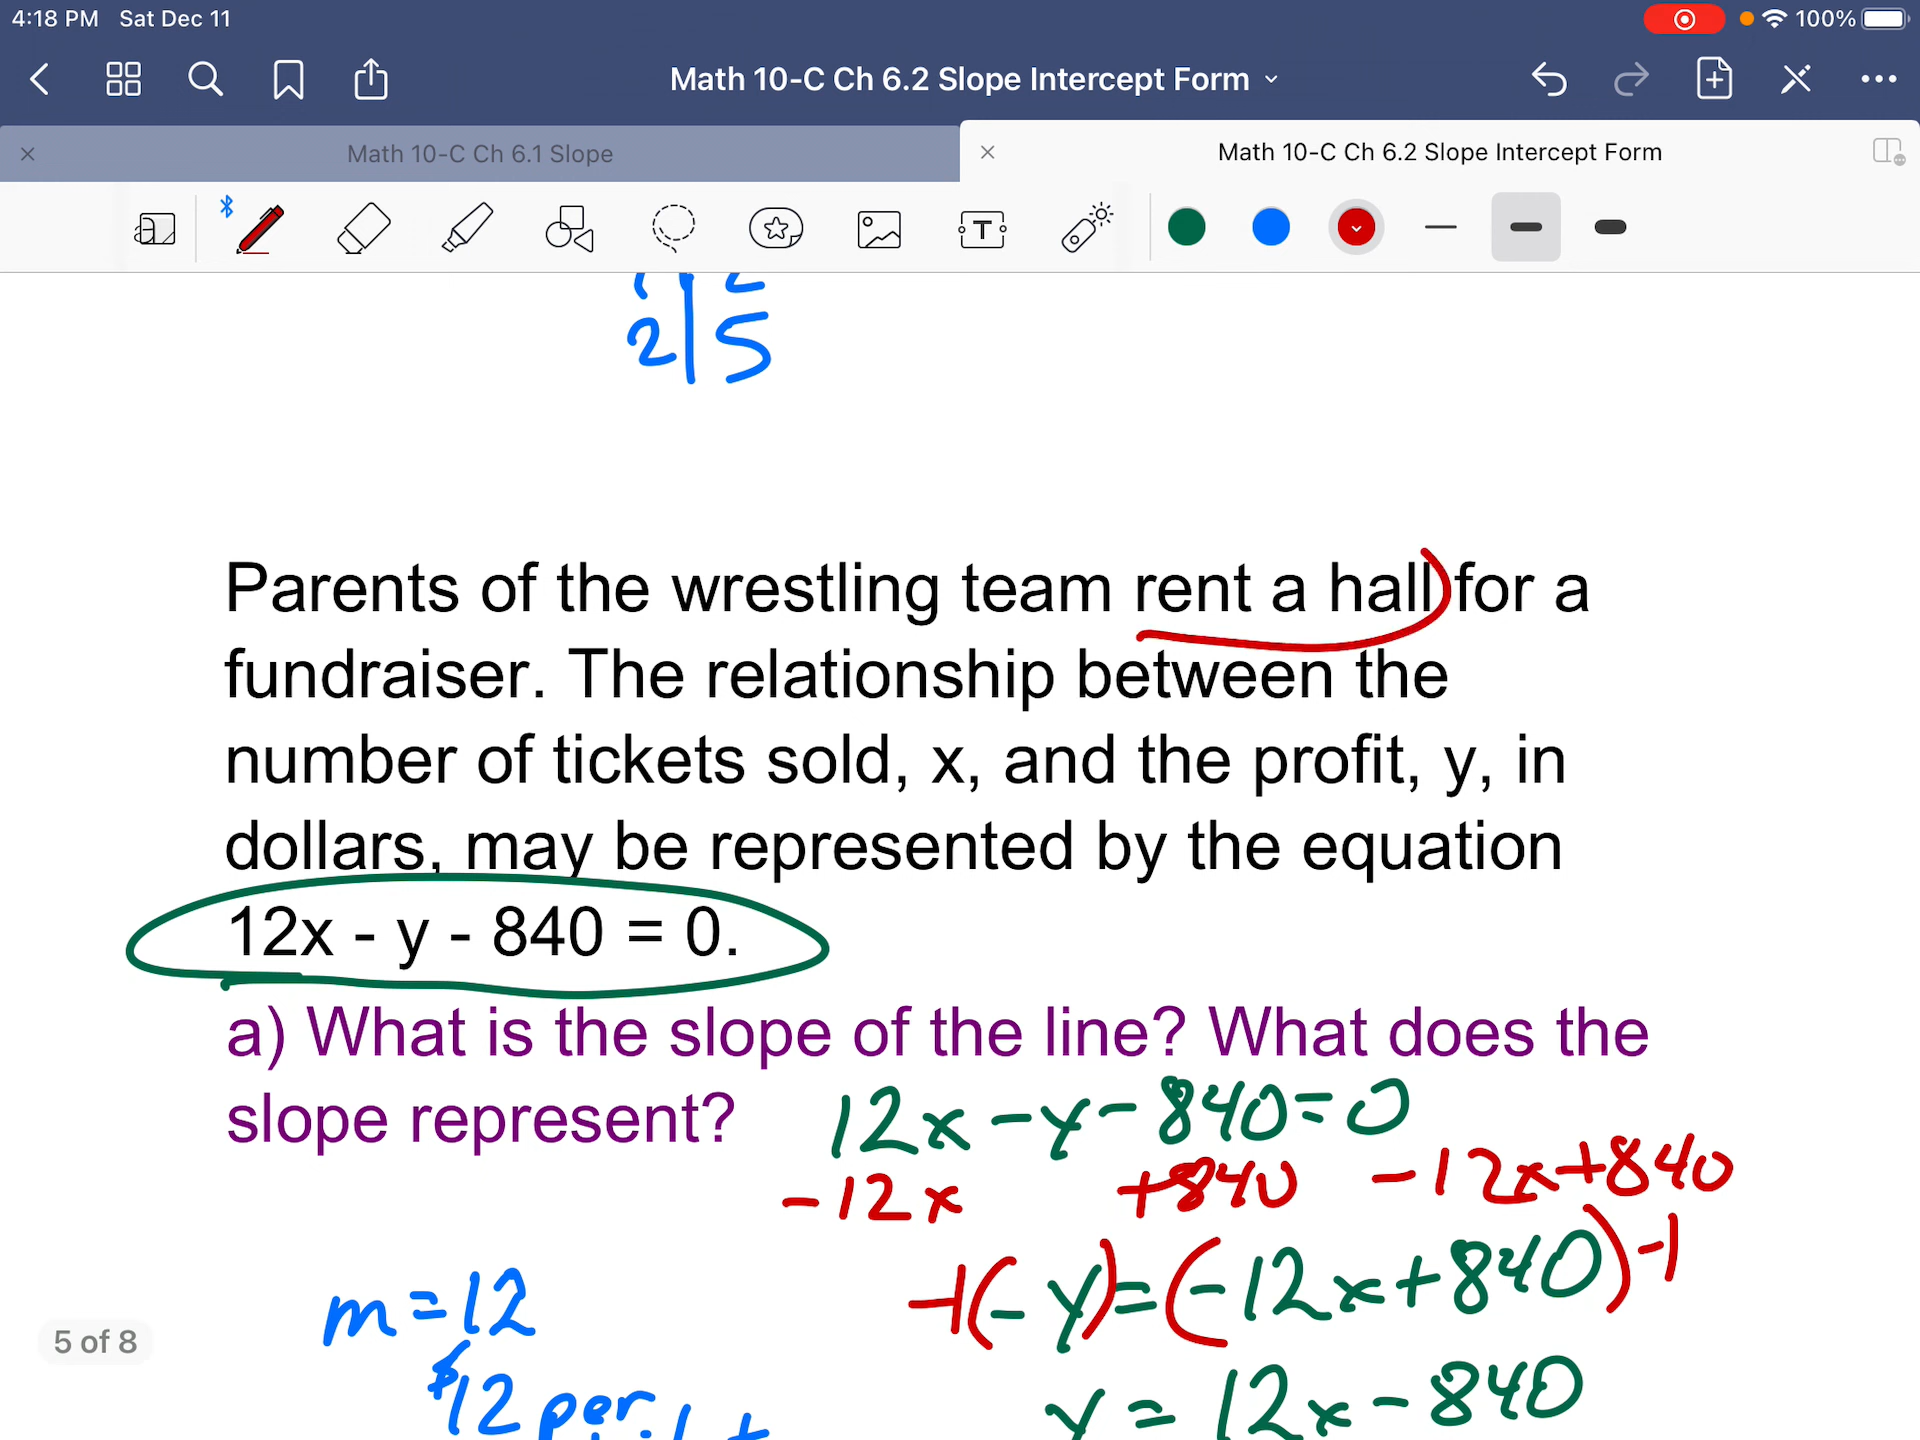 4:18 PM Sat Dec 11
100%
Math 10-C Ch 6.2 Slope Intercept Form
Math 10-C Ch 6.1 Slope
Math 10-C Ch 6.2 Slope Intercept Form
2 5
Parents of the wrestling team rent a hall for a
fundraiser. The relationship between the
number of tickets sold, x, and the profit, y, in
dollars, may be represented by the equation
12x - y - 840 = 0.
a) What is the slope of the line? What does the
slope represent?
12x - y - 840 = 0
-12x +840 -12x+840
-1(-y)=(-12x+840)-1
m=12
5 of 8
$12 per
y = 12x - 840